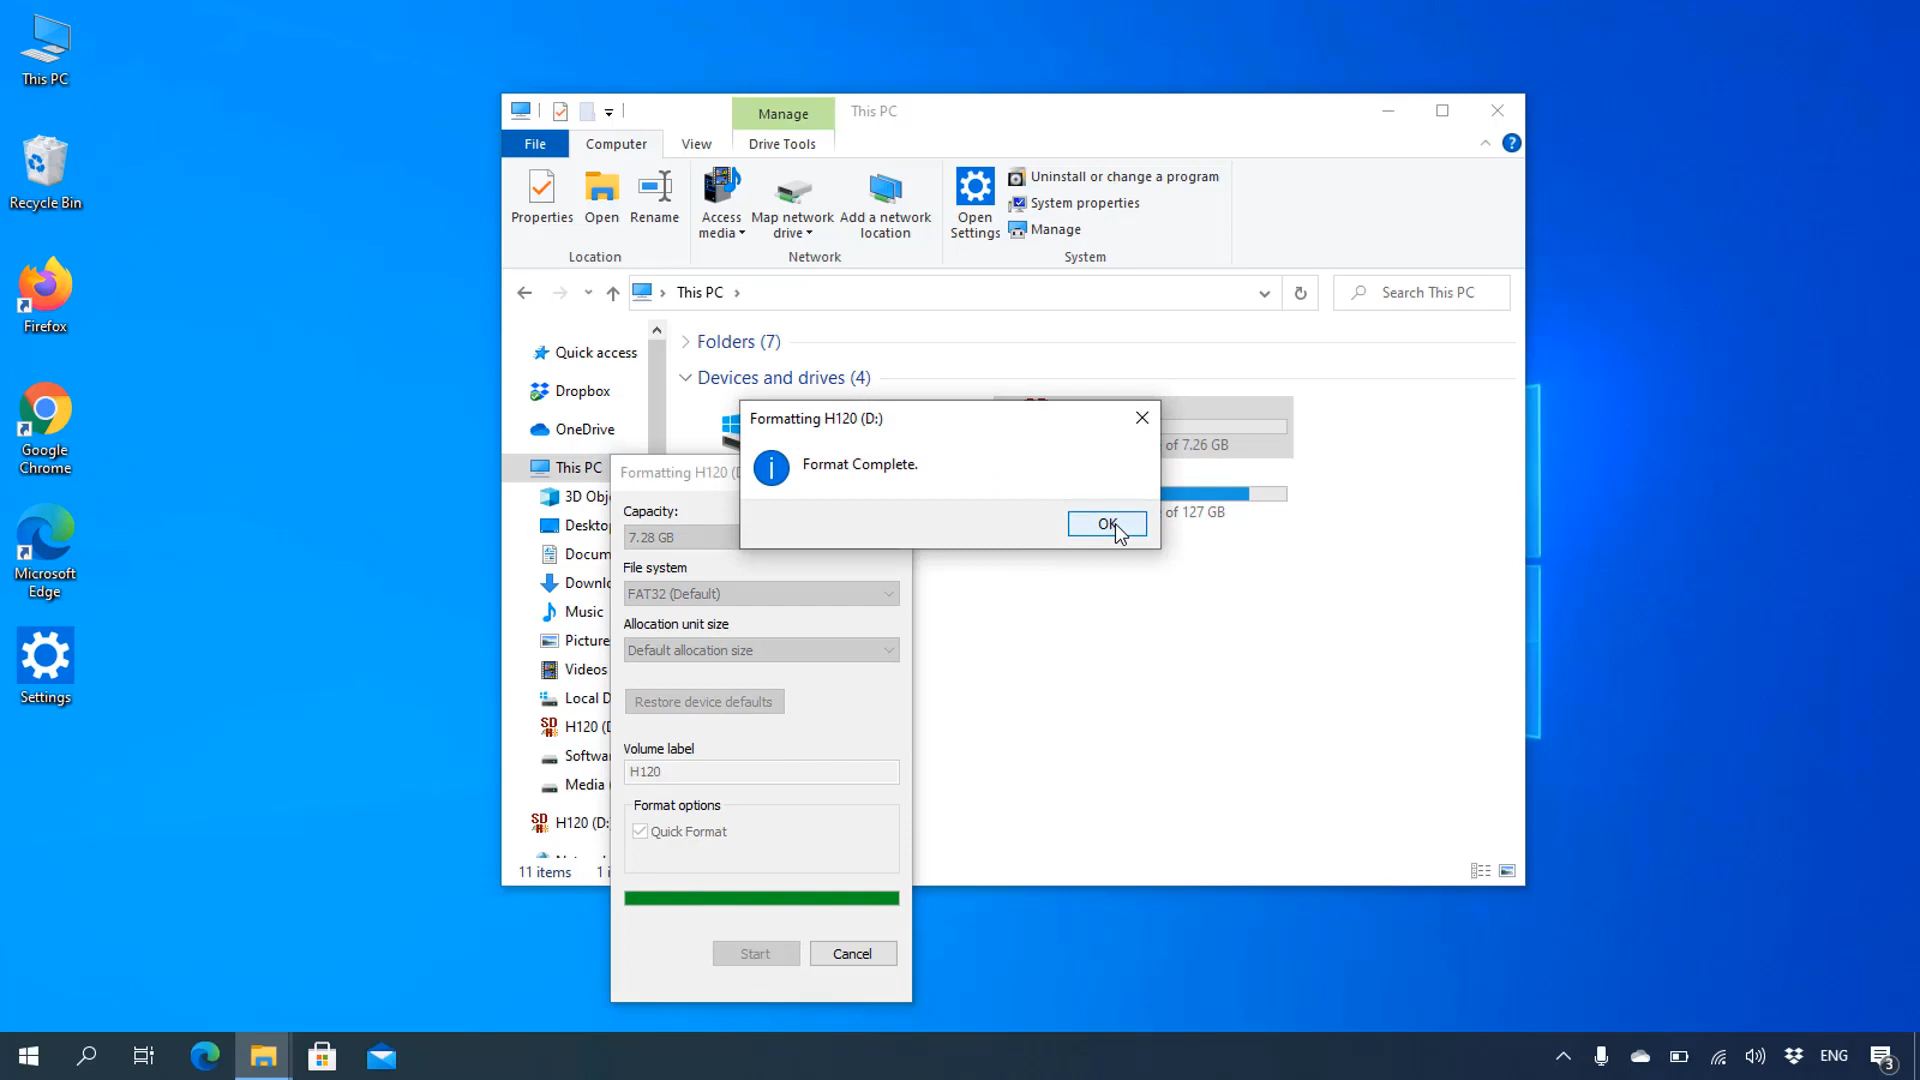 This PC
Recycle Bin
Firefox
Google
Chrome
Microsoft
Edge
Settings
Manage
This PC
File
Computer
View
Drive Tools
Properties
Open
Rename
Access
media
Map network
drive
Add a network
location
Open
Settings
Uninstall or change a program
System properties
Manage
Location
Network
System
This PC
Search This PC
Quick access
Dropbox
OneDrive
This PC
3D Obj
Deskto
Docum
Downl
Music
Picture
Videos
Local D
H120 (D
Softwa
Media (
H120 (D:
Folders (7)
Devices and drives (4)
of 7.26 GB
of 127 GB
11 items
Formatting H120 (D:)
Format Complete.
OK
Formatting H120 (D
Capacity:
7.28 GB
File system
FAT32 (Default)
Allocation unit size
Default allocation size
Restore device defaults
Volume label
H120
Format options
Quick Format
Start
Cancel
ENG
3